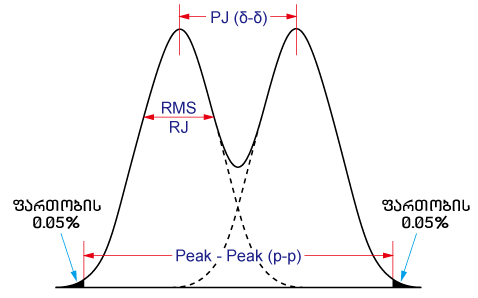 PJ (δ-δ)
RMS
RJ
ფართობის
0.05%
ფართობის
0.05%
Peak - Peak (p-p)